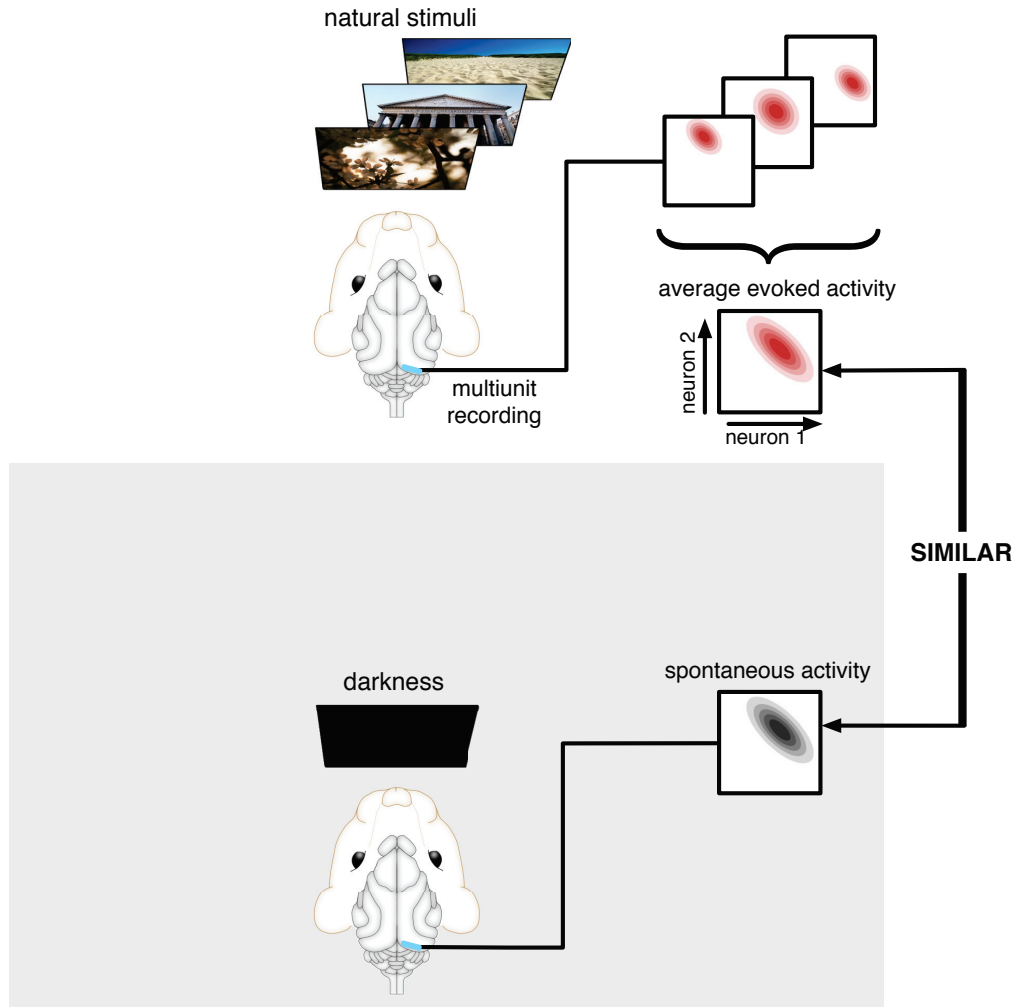 natural stimuli
average evoked activity
neuron 2
neuron 1
multiunit
recording
SIMILAR
spontaneous activity
darkness